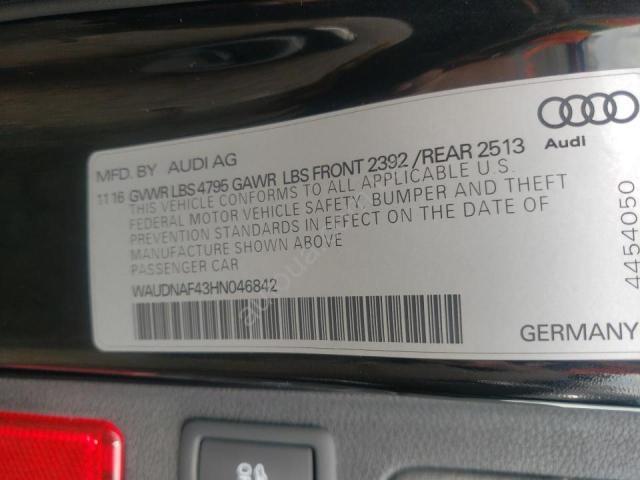 Audi
MFD. BY AUDI AG
11 16 GVWR LBS 4795 GAWR LBS FRONT 2392 /REAR 2513
THIS VEHICLE CONFORMS TO ALL APPLICABLE U.S.
FEDERAL MOTOR VEHICLE SAFETY, BUMPER AND THEFT
PREVENTION STANDARDS IN EFFECT ON THE DATE OF
MANUFACTURE SHOWN ABOVE
PASSENGER CAR
WAUDNAF43HN046842
4454050
GERMANY